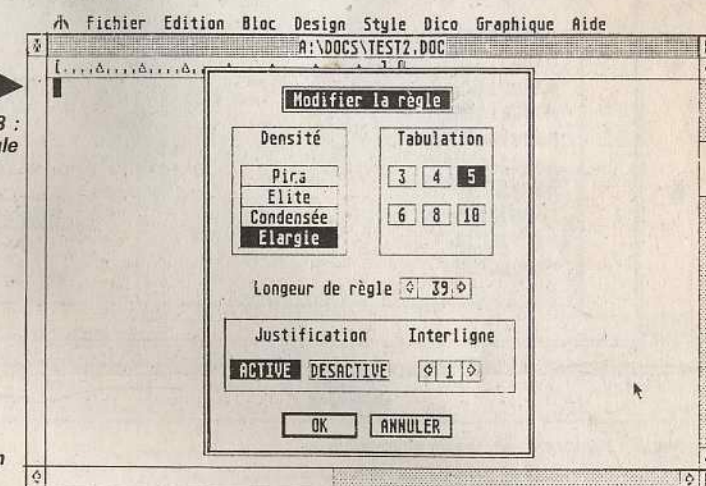 Fichier Edition Bloc Design Style Dico Graphique Aide
A:\DOCS\TEST2.DOC
Modifier la règle
Densité
Tabulation
Pica
Elite
Condensée
Elargie
3 4 5
6 8 10
Longueur de règle 39
Justification Interligne
ACTIVE DESACTIVE 1
OK ANNULER